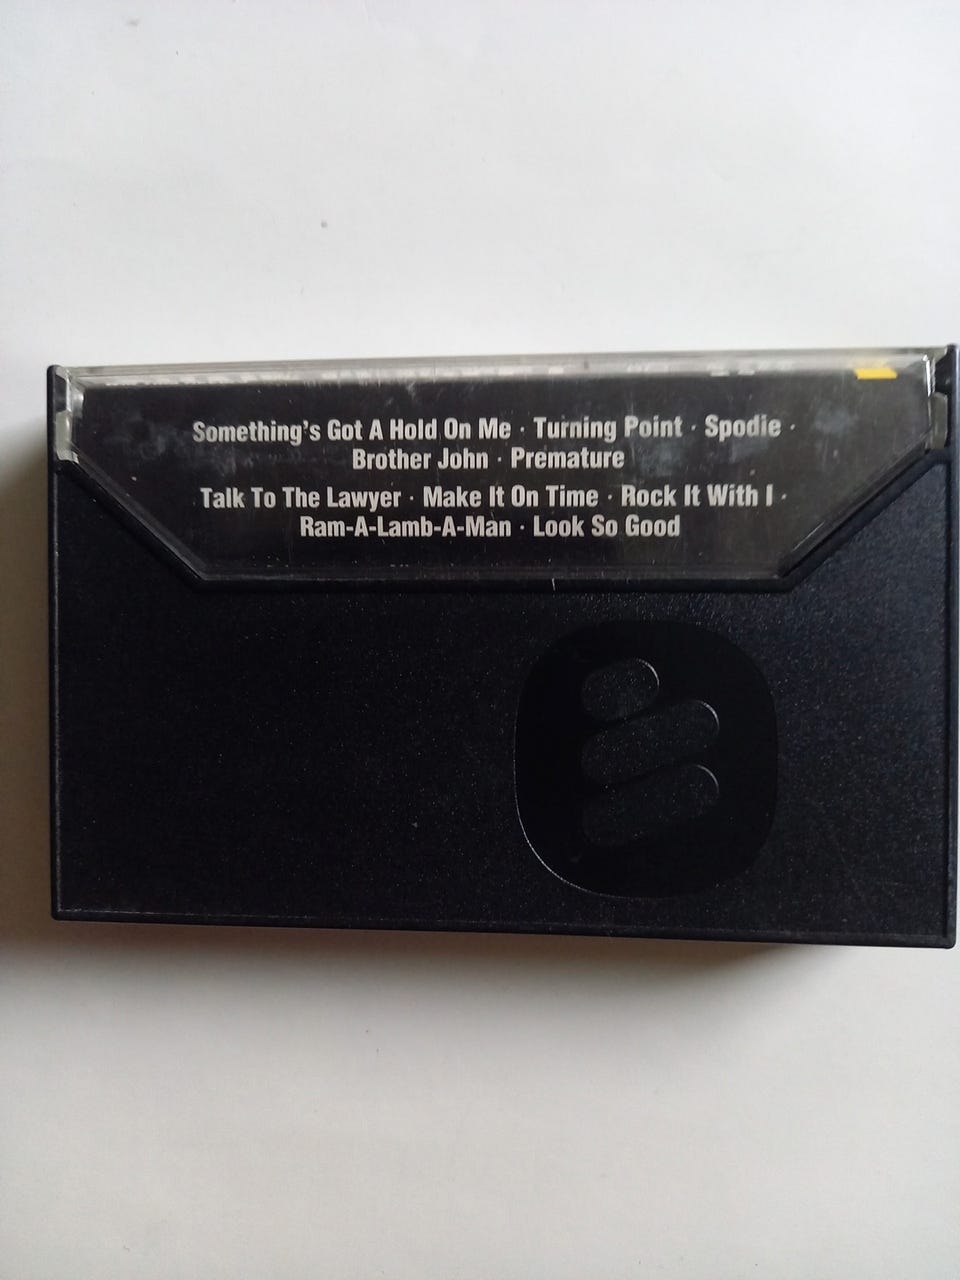 Something's Got A Hold On Me · Turning Point · Spodie ·
Brother John · Premature
Talk To The Lawyer · Make It On Time · Rock It With I ·
Ram-A-Lamb-A-Man · Look So Good